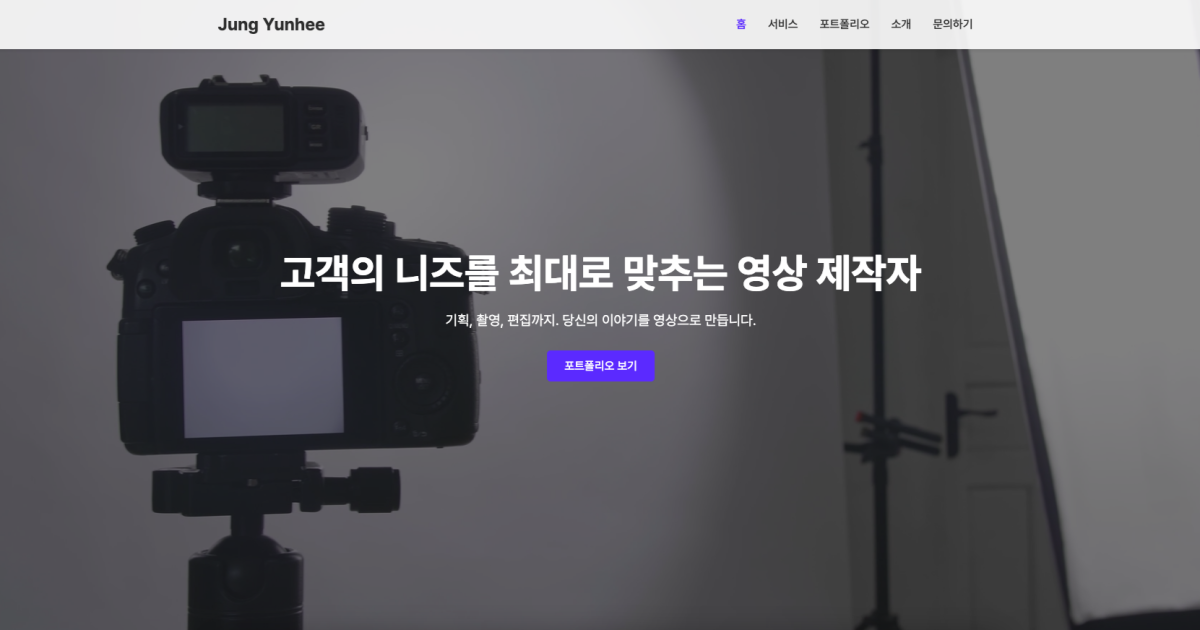 Jung Yunhee
홈
서비스
포트폴리오
소개
문의하기
고객의 니즈를 최대로 맞추는 영상 제작자
기획, 촬영, 편집까지. 당신의 이야기를 영상으로 만듭니다.
포트폴리오 보기